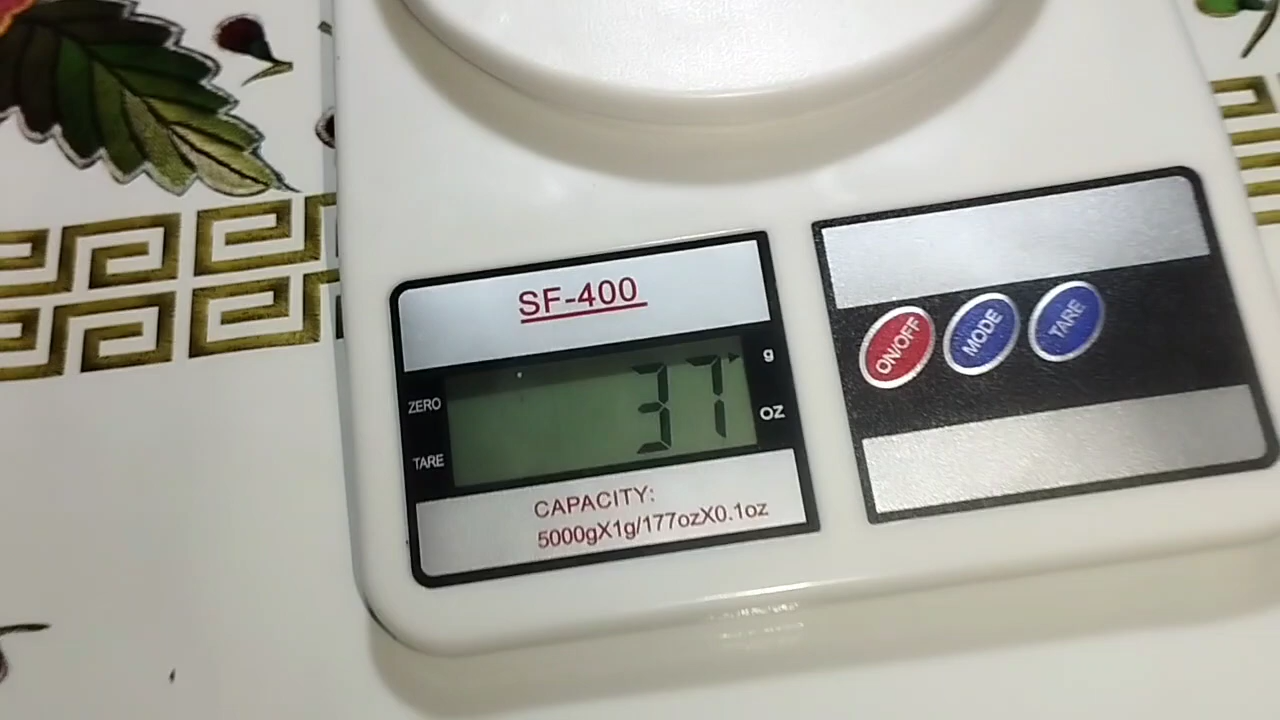 SF-400
ZERO
TARE
37
g
OZ
CAPACITY:
5000gX1g/177ozX0.1oz
ON/OFF
MODE
TARE